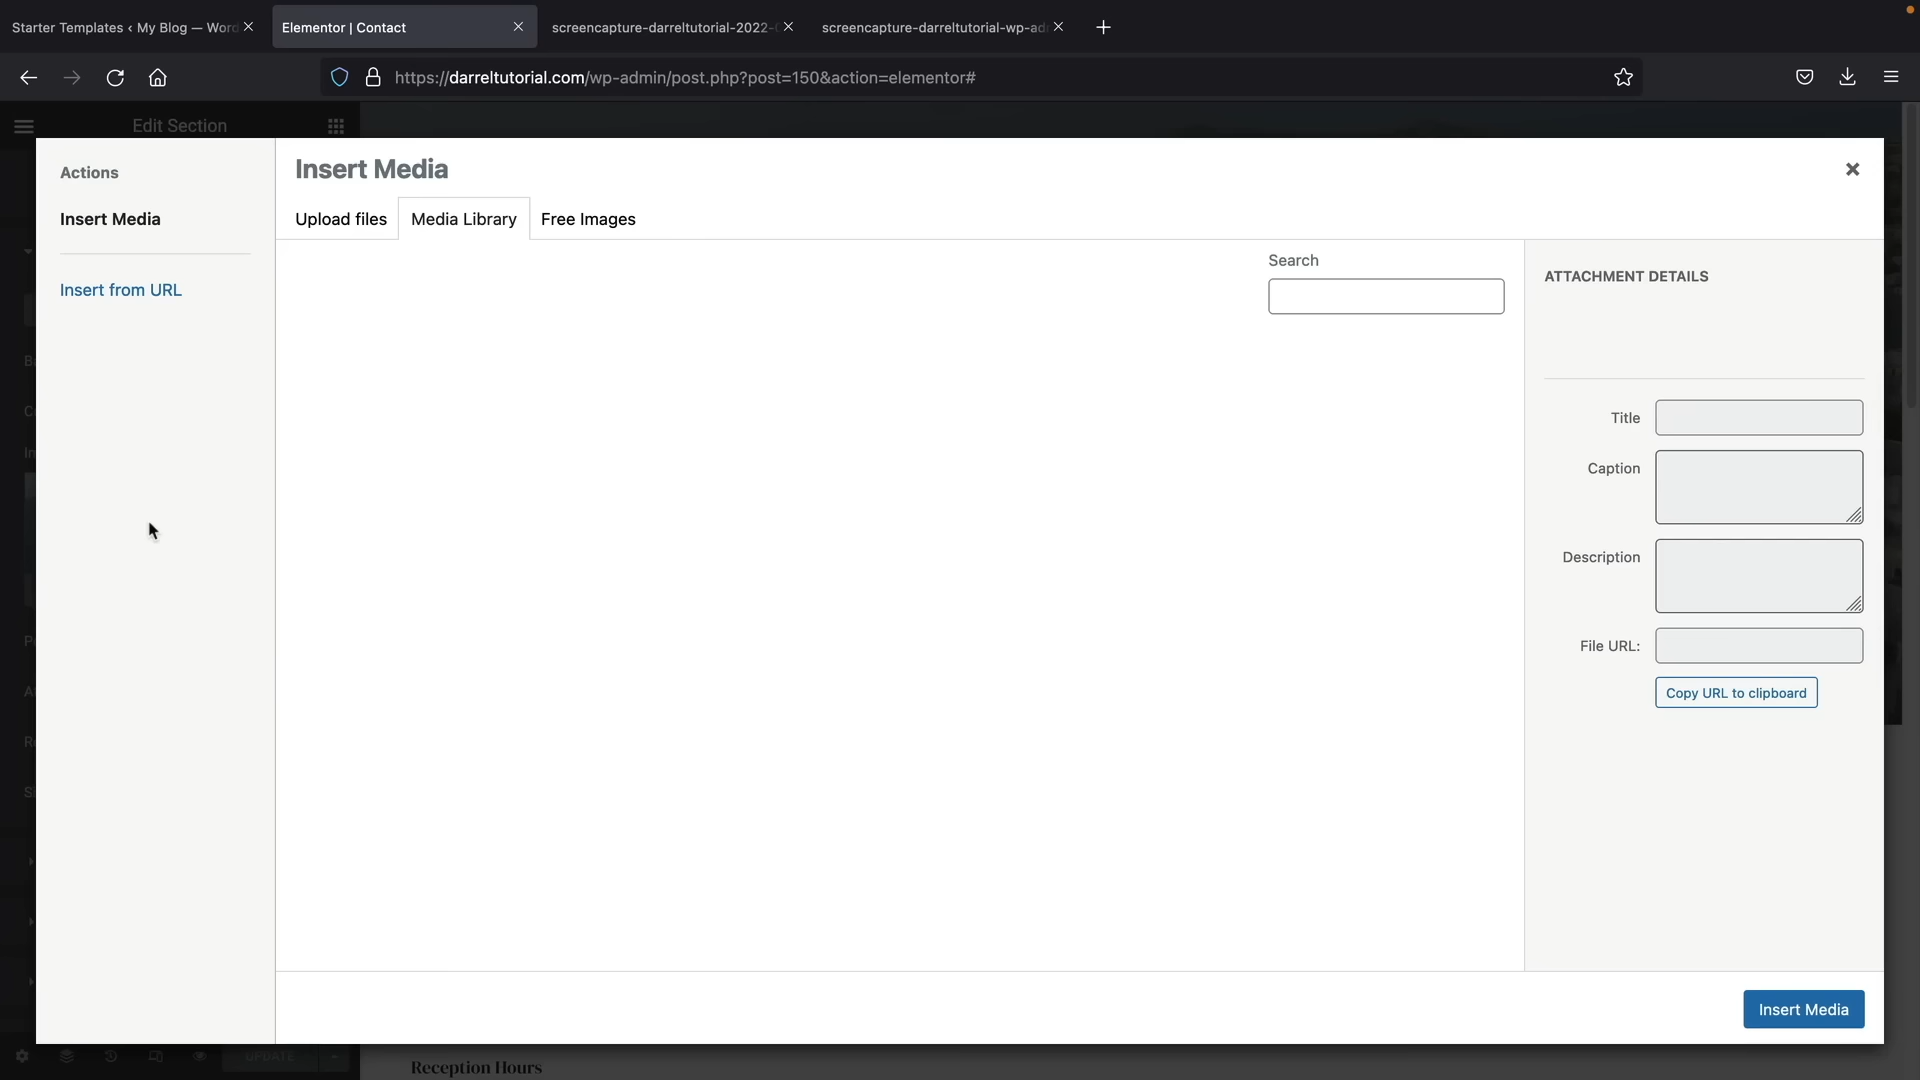 Starter Templates ‹ My Blog — Word
Elementor | Contact
screencapture-darreltutorial-2022-
screencapture-darreltutorial-wp-ad
https://darreltutorial.com/wp-admin/post.php?post=150&action=elementor#
Edit Section
Actions
Insert Media
Insert from URL
Insert Media
Upload files
Media Library
Free Images
Search
ATTACHMENT DETAILS
Title
Caption
Description
File URL:
Copy URL to clipboard
Insert Media
UPDATE
Reception Hours